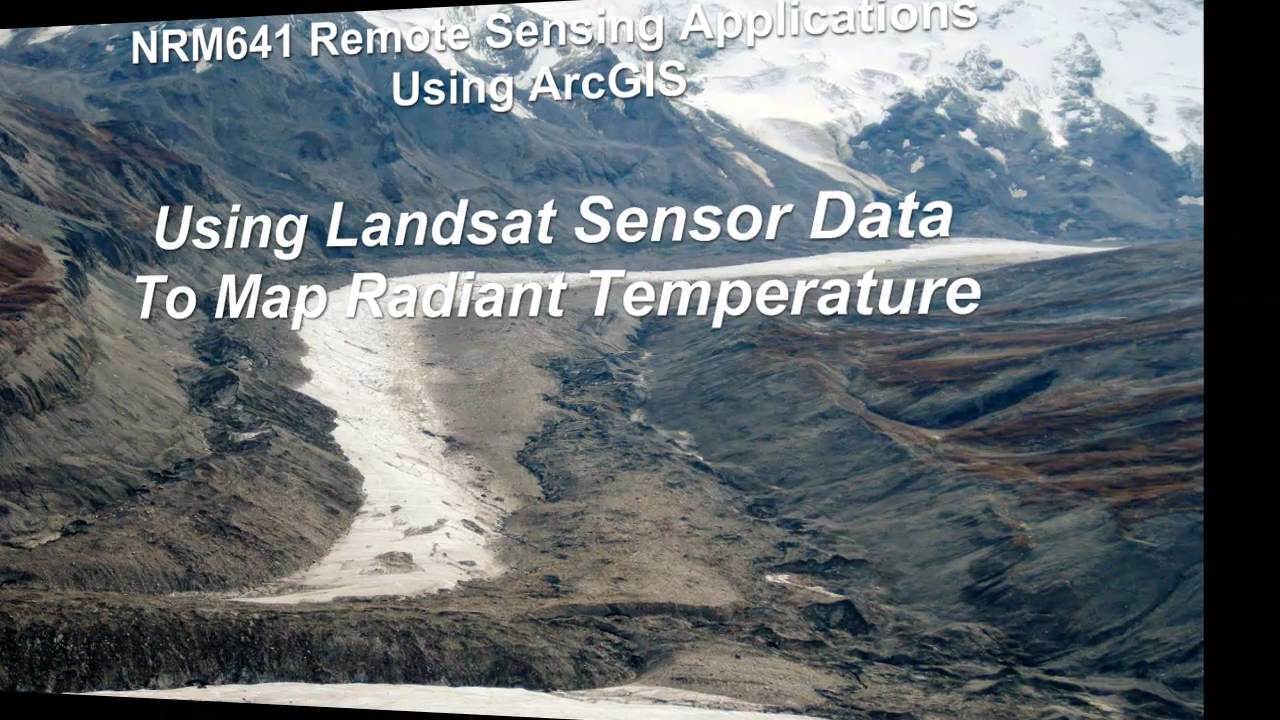 NRM641 Remote Sensing Applications
Using ArcGIS
Using Landsat Sensor Data
To Map Radiant Temperature